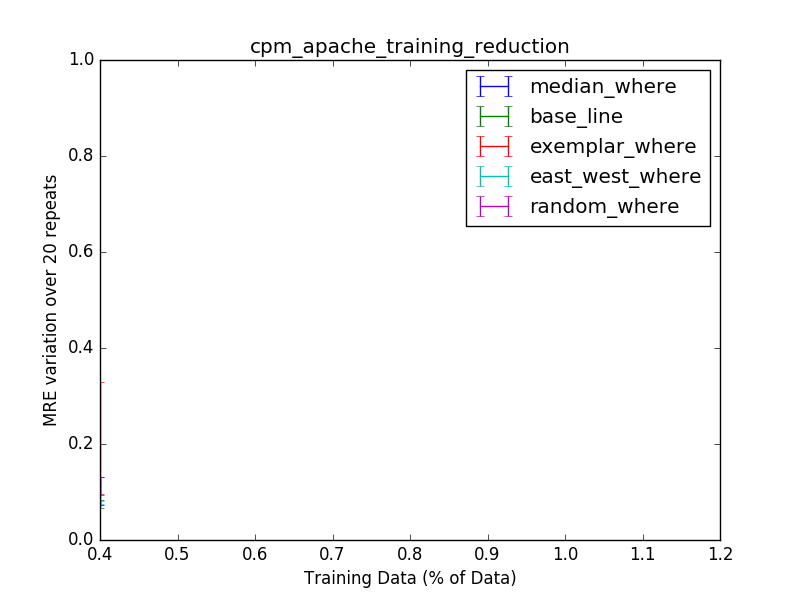 cpm_apache_training_reduction
1.0
0.8
0.6
0.4
0.2
0.0
MRE variation over 20 repeats
median_where
base_line
exemplar_where
east_west_where
random_where
0.4 0.5 0.6 0.7 0.8 0.9 1.0 1.1 1.2
Training Data (% of Data)